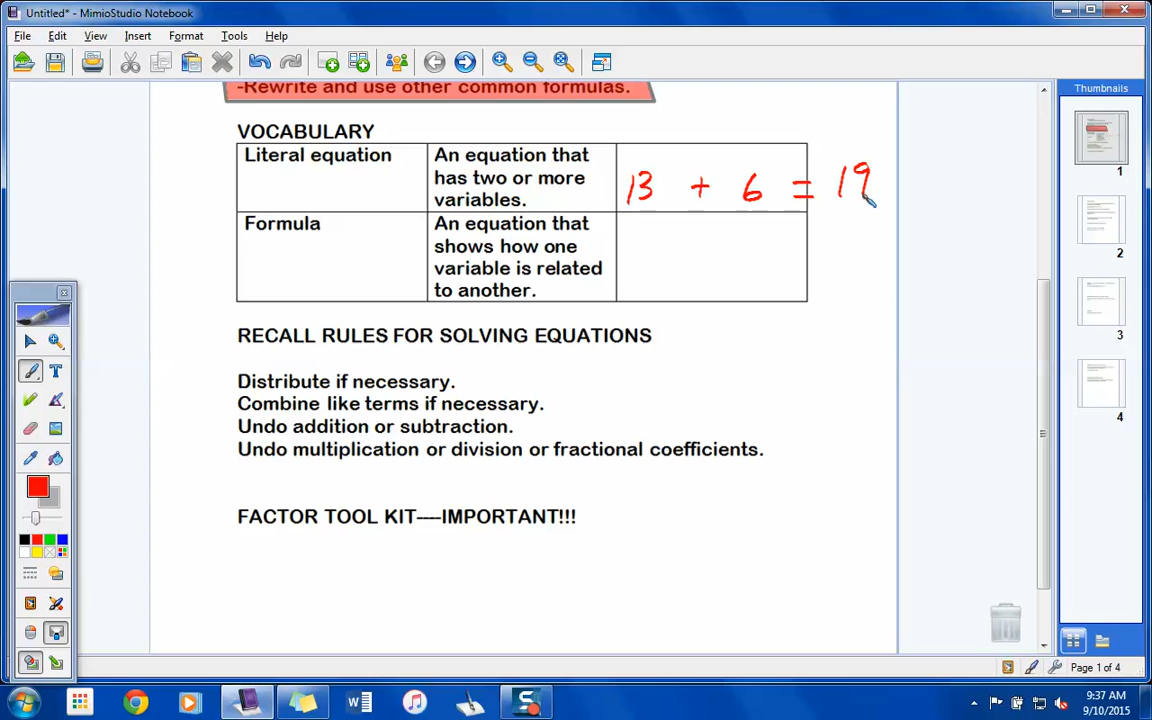 Untitled* - MimioStudio Notebook
File Edit View Insert Format Tools Help
-Rewrite and use other common formulas.
VOCABULARY
Literal equation
An equation that
has two or more
variables.
13 + 6 = 19
Formula
An equation that
shows how one
variable is related
to another.
RECALL RULES FOR SOLVING EQUATIONS
Distribute if necessary.
Combine like terms if necessary.
Undo addition or subtraction.
Undo multiplication or division or fractional coefficients.
FACTOR TOOL KIT----IMPORTANT!!!
Thumbnails
1
2
3
4
Page 1 of 4
9:37 AM
9/10/2015